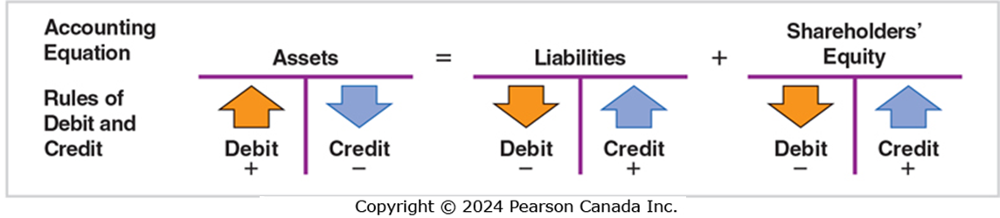 Accounting
Equation
Assets
=
Liabilities
+
Shareholders'
Equity
Rules of
Debit and
Credit
Debit
+
Credit
−
Debit
−
Credit
+
Debit
−
Credit
+
Copyright © 2024 Pearson Canada Inc.